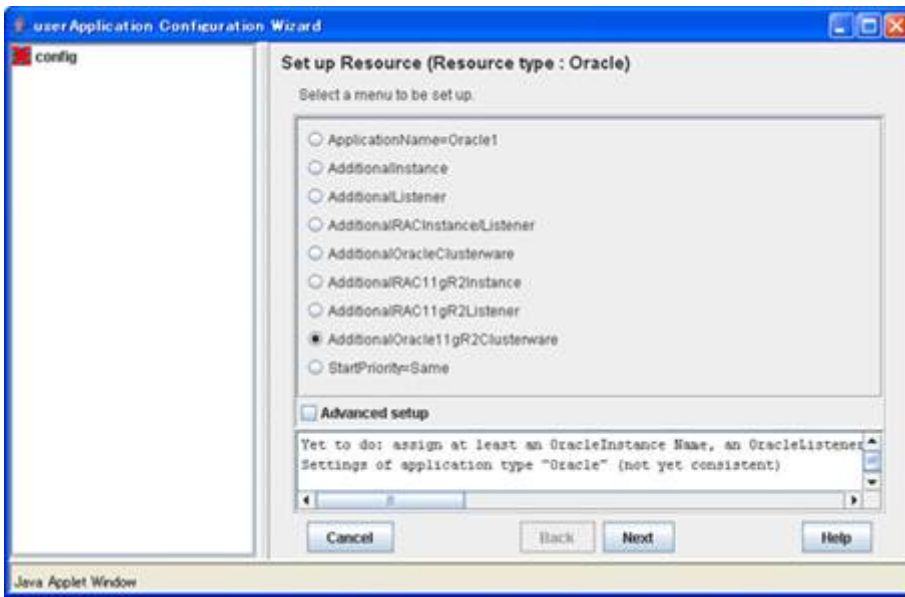 userApplication Configuration Wizard
config
Set up Resource (Resource type : Oracle)
Select a menu to be set up.
ApplicationName=Oracle1
AdditionalInstance
AdditionalListener
AdditionalRACInstance/Listener
AdditionalOracleClusterware
AdditionalRAC11gR2Instance
AdditionalRAC11gR2Listener
AdditionalOracle11gR2Clusterware
StartPriority=Same
Advanced setup
Yet to do: assign at least an OracleInstance Name, an OracleListener
Settings of application type "Oracle" (not yet consistent)
Cancel Back Next Help
Java Applet Window